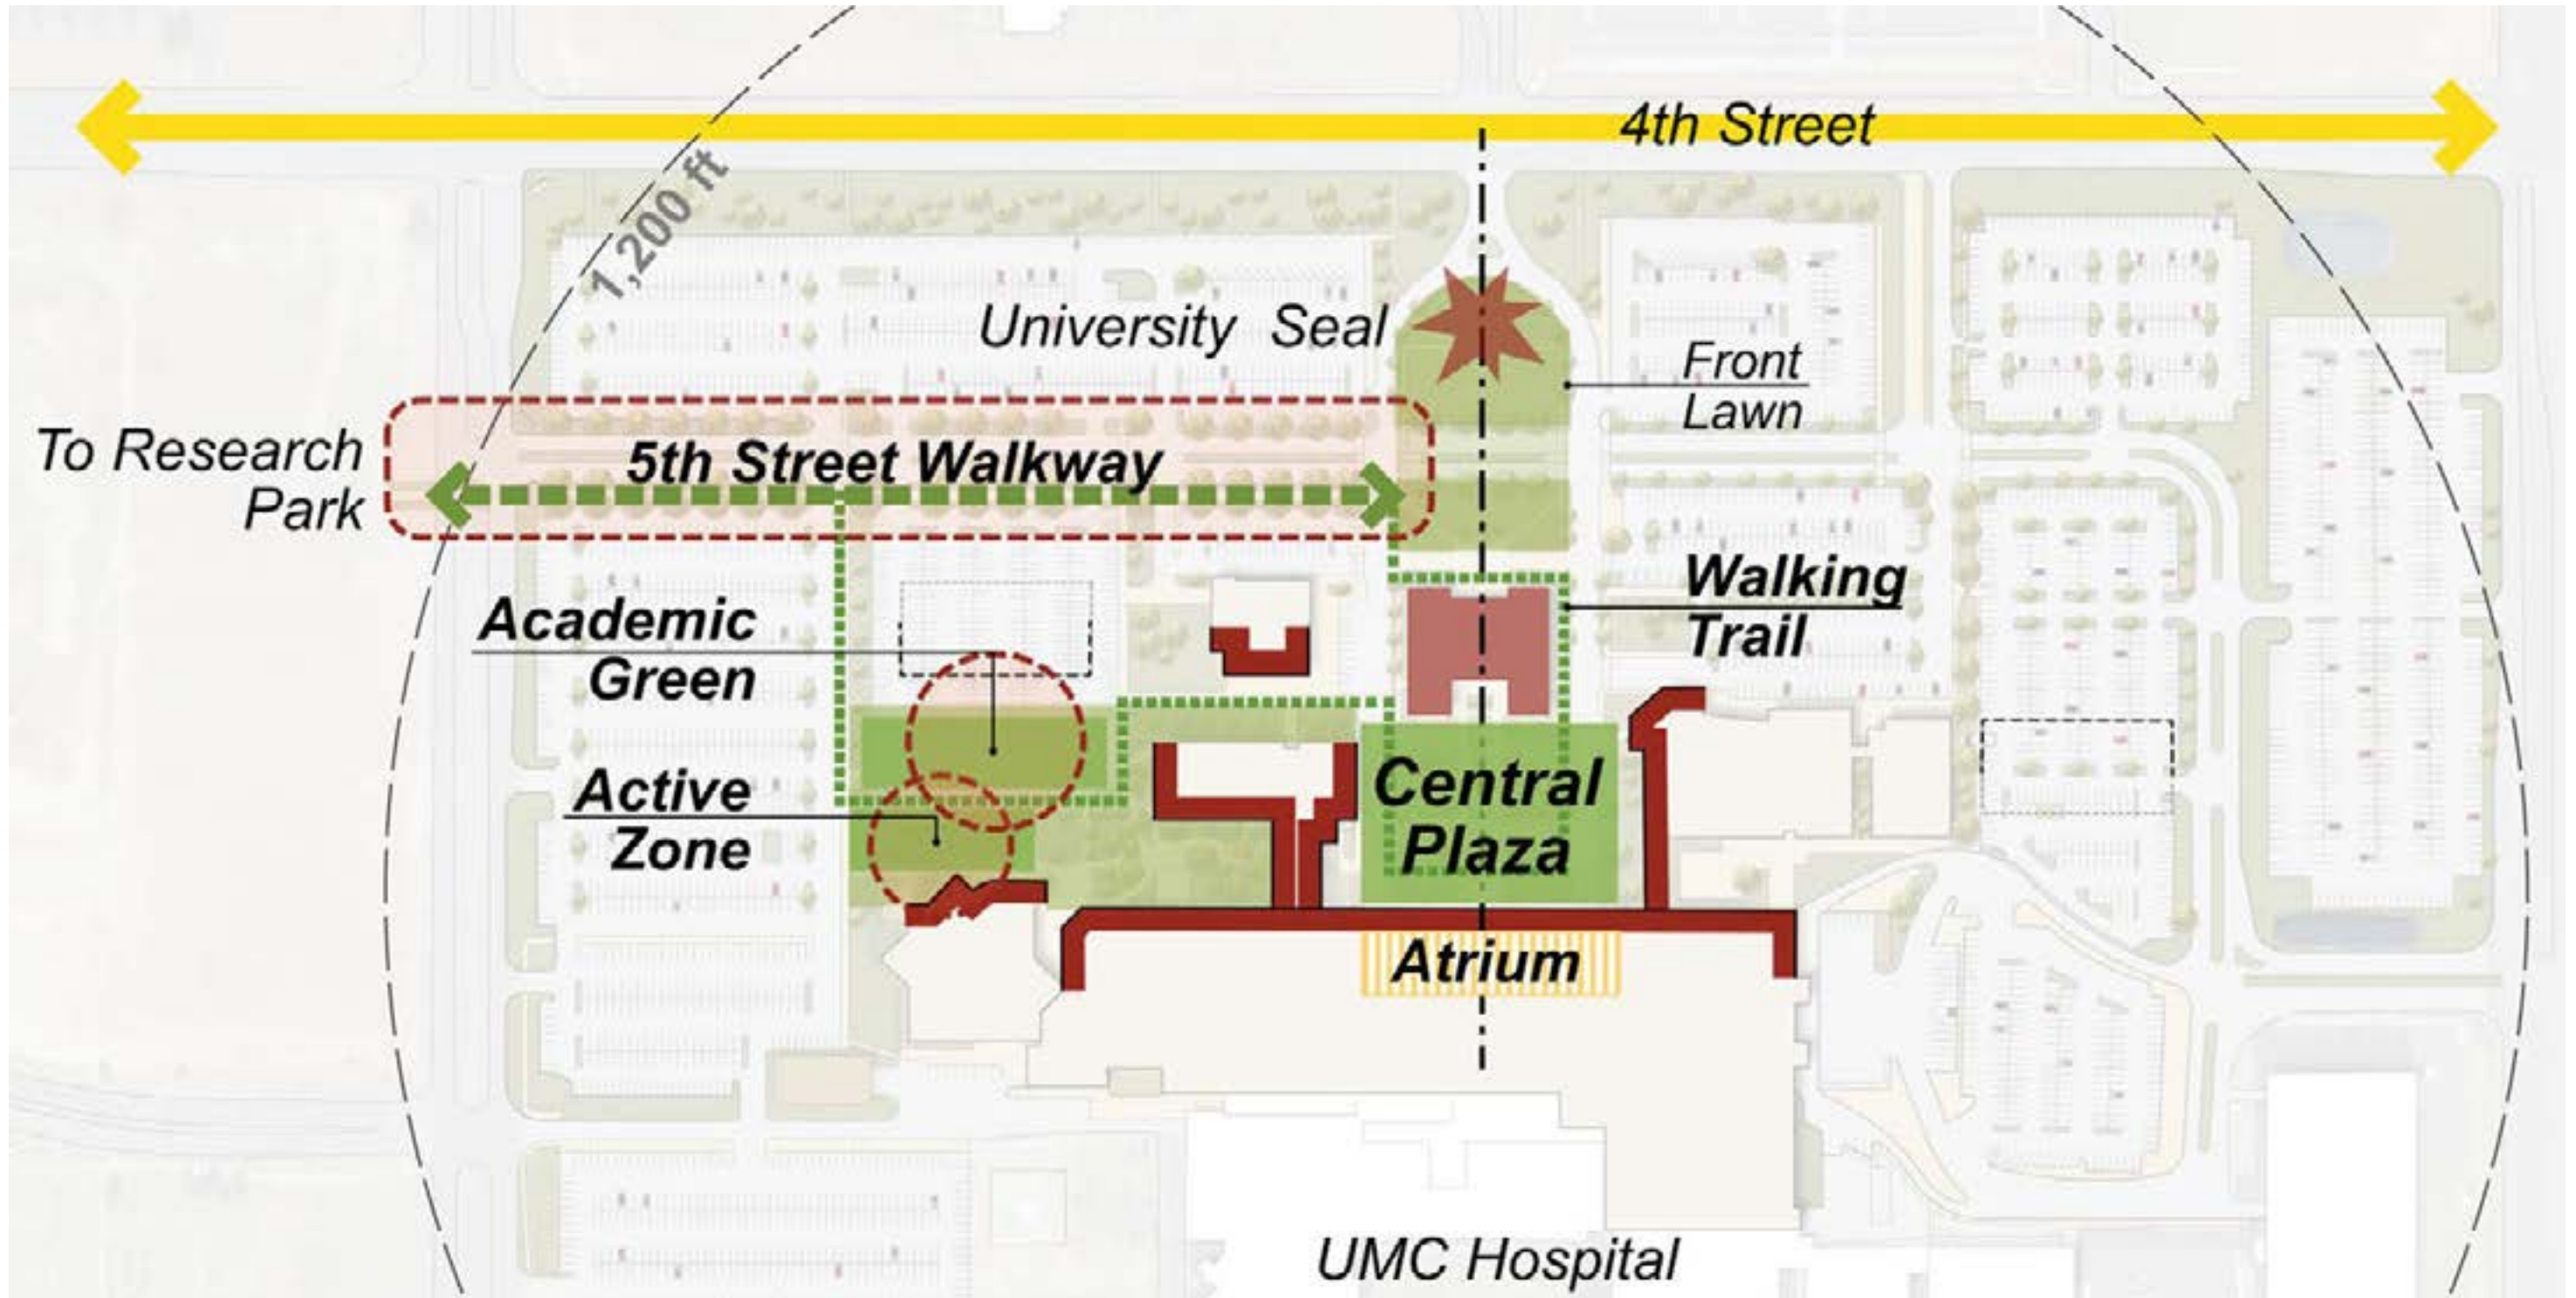 4th Street
1,200 ft
University Seal
Front
Lawn
To Research
Park
5th Street Walkway
Academic
Green
Walking
Trail
Active
Zone
Central
Plaza
Atrium
UMC Hospital